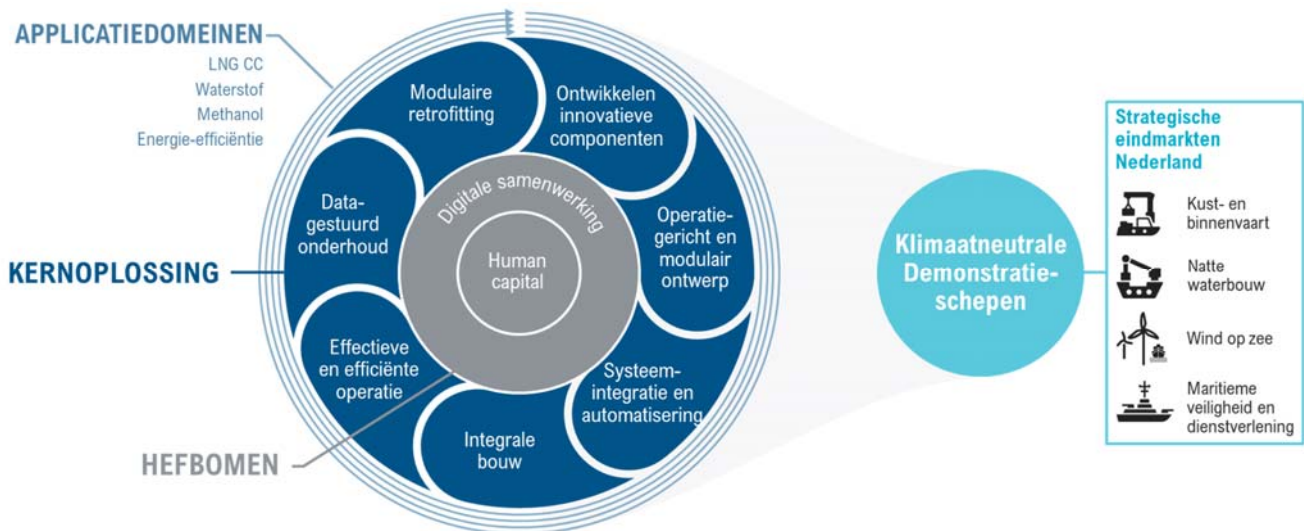 APPLICATIEDOMEINEN
LNG CC
Waterstof
Methanol
Energie-efficiëntie
KERNOPLOSSING
HEFBOMEN
Modulaire
retrofitting
Ontwikkelen
innovatieve
componenten
Operatie-
gericht en
modulair
ontwerp
Systeem-
integratie en
automatisering
Integrale
bouw
Effectieve
en efficiënte
operatie
Data-
gestuurd
onderhoud
Digitale samenwerking
Human
capital
Klimaatneutrale
Demonstratie-
schepen
Strategische
eindmarkten
Nederland
Kust- en
binnenvaart
Natte
waterbouw
Wind op zee
Maritieme
veiligheid en
dienstverlening